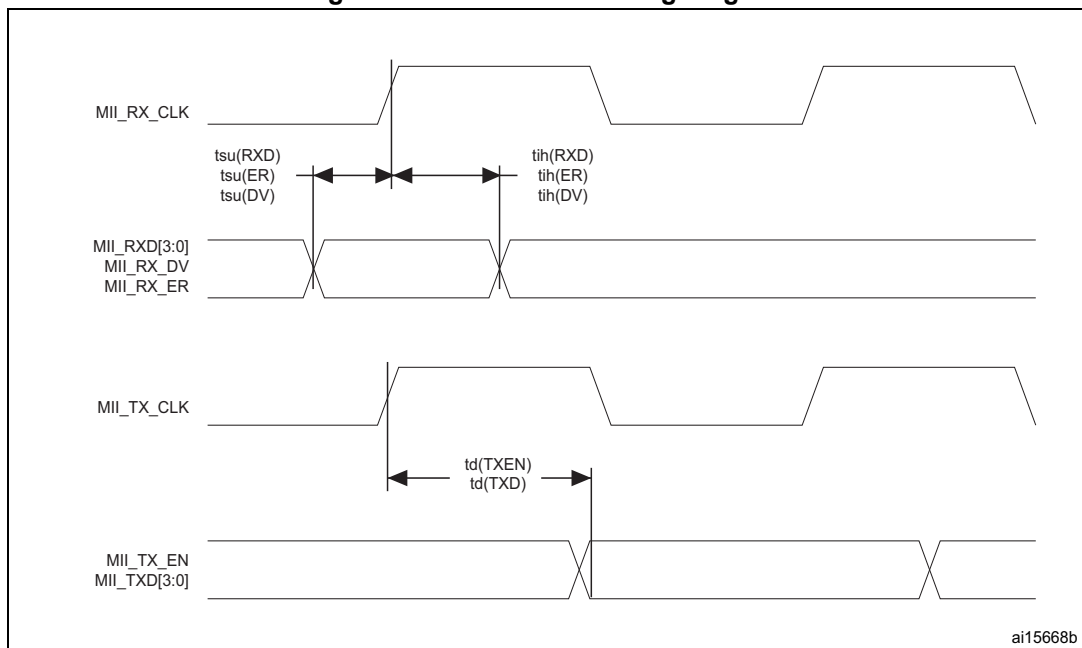 MII_RX_CLK
tsu(RXD)
tsu(ER)
tsu(DV)
tih(RXD)
tih(ER)
tih(DV)
MII_RXD[3:0]
MII_RX_DV
MII_RX_ER
MII_TX_CLK
td(TXEN)
td(TXD)
MII_TX_EN
MII_TXD[3:0]
ai15668b